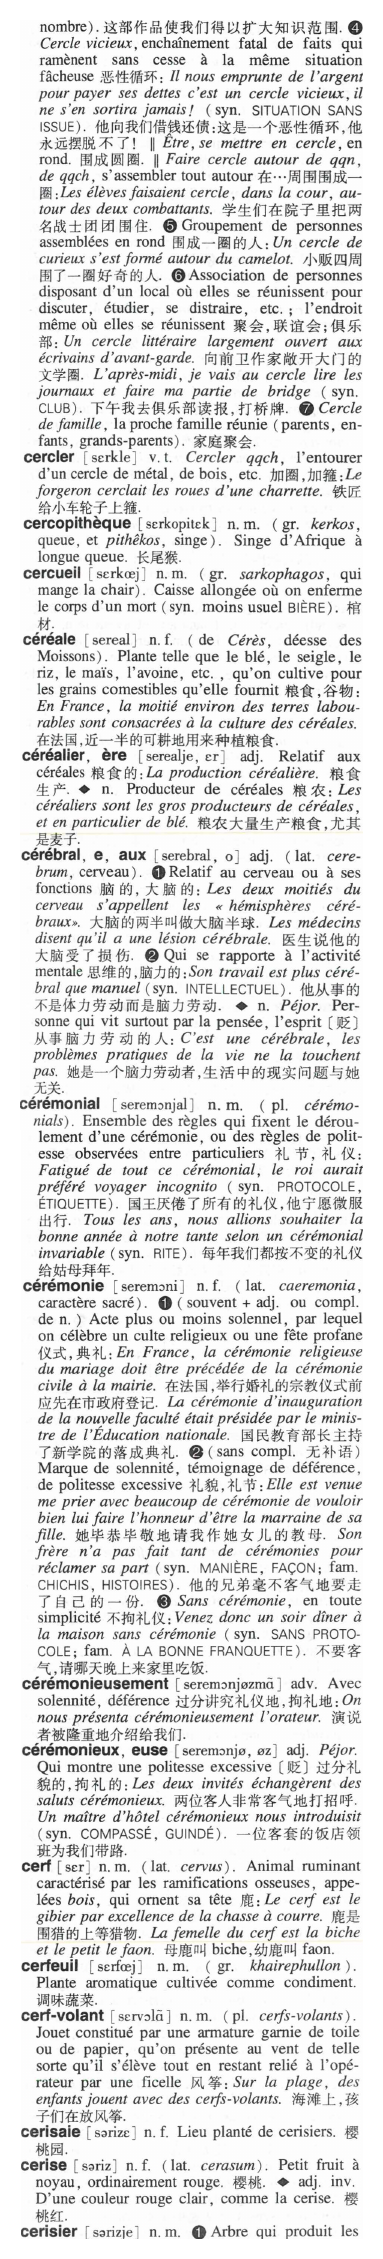 nombre). 这部作品使我们得以扩大知识范围. ❹
Cercle vicieux, enchaînement fatal de faits qui
ramènent sans cesse à la même situation
fâcheuse 恶性循环: Il nous emprunte de l'argent
pour payer ses dettes c'est un cercle vicieux, il
ne s'en sortira jamais! (syn. SITUATION SANS
ISSUE). 他向我们借钱还债:这是一个恶性循环,他
永远摆脱不了! ‖ Être, se mettre en cercle, en
rond. 围成圆圈. ‖ Faire cercle autour de qqn,
de qqch, s'assembler tout autour 在…周围围成一
圈: Les élèves faisaient cercle, dans la cour, au-
tour des deux combattants. 学生们在院子里把两
名战士团团围住. ❺ Groupement de personnes
assemblées en rond 围成一圈的人: Un cercle de
curieux s'est formé autour du camelot. 小贩四周
围了一圈好奇的人. ❻ Association de personnes
disposant d'un local où elles se réunissent pour
discuter, étudier, se distraire, etc.; l'endroit
même où elles se réunissent 聚会,联谊会;俱乐
部: Un cercle littéraire largement ouvert aux
écrivains d'avant-garde. 向前卫作家敞开大门的
文学圈. L'après-midi, je vais au cercle lire les
journaux et faire ma partie de bridge (syn.
CLUB). 下午我去俱乐部读报,打桥牌. ❼ Cercle
de famille, la proche famille réunie (parents, en-
fants, grands-parents). 家庭聚会.
cercler [sɛrkle] v. t. Cercler qqch, l'entourer
d'un cercle de métal, de bois, etc. 加圈,加箍: Le
forgeron cerclait les roues d'une charrette. 铁匠
给小车轮子上箍.
cercopithèque [sɛrkopitɛk] n. m. (gr. kerkos,
queue, et pithêkos, singe). Singe d'Afrique à
longue queue. 长尾猴.
cercueil [sɛrkœj] n. m. (gr. sarkophagos, qui
mange la chair). Caisse allongée où on enferme
le corps d'un mort (syn. moins usuel BIÈRE). 棺
材.
céréale [sereal] n. f. (de Cérès, déesse des
Moissons). Plante telle que le blé, le seigle, le
riz, le maïs, l'avoine, etc., qu'on cultive pour
les grains comestibles qu'elle fournit 粮食,谷物:
En France, la moitié environ des terres labou-
rables sont consacrées à la culture des céréales.
在法国,近一半的可耕地用来种植粮食.
céréalier, ère [serealje, ɛr] adj. Relatif aux
céréales 粮食的: La production céréalière. 粮食
生产. ◆ n. Producteur de céréales 粮农: Les
céréaliers sont les gros producteurs de céréales,
et en particulier de blé. 粮农大量生产粮食,尤其
是麦子.
cérébral, e, aux [serebral, o] adj. (lat. cere-
brum, cerveau). ❶ Relatif au cerveau ou à ses
fonctions 脑的, 大脑的: Les deux moitiés du
cerveau s'appellent les « hémisphères céré-
braux». 大脑的两半叫做大脑半球. Les médecins
disent qu'il a une lésion cérébrale. 医生说他的
大脑受了损伤. ❷ Qui se rapporte à l'activité
mentale 思维的,脑力的: Son travail est plus céré-
bral que manuel (syn. INTELLECTUEL). 他从事的
不是体力劳动而是脑力劳动. ◆ n. Péjor. Per-
sonne qui vit surtout par la pensée, l'esprit〔贬〕
从事脑力劳动的人: C'est une cérébrale, les
problèmes pratiques de la vie ne la touchent
pas. 她是一个脑力劳动者,生活中的现实问题与她
无关.
cérémonial [seremɔnjal] n. m. (pl. cérémo-
nials). Ensemble des règles qui fixent le dérou-
lement d'une cérémonie, ou des règles de polit-
esse observées entre particuliers 礼节, 礼仪:
Fatigué de tout ce cérémonial, le roi aurait
préféré voyager incognito (syn. PROTOCOLE,
ÉTIQUETTE). 国王厌倦了所有的礼仪,他宁愿微服
出行. Tous les ans, nous allions souhaiter la
bonne année à notre tante selon un cérémonial
invariable (syn. RITE). 每年我们都按不变的礼仪
给姑母拜年.
cérémonie [seremɔni] n. f. (lat. caeremonia,
caractère sacré). ❶ (souvent + adj. ou compl.
de n.) Acte plus ou moins solennel, par lequel
on célèbre un culte religieux ou une fête profane
仪式,典礼: En France, la cérémonie religieuse
du mariage doit être précédée de la cérémonie
civile à la mairie. 在法国,举行婚礼的宗教仪式前
应先在市政府登记. La cérémonie d'inauguration
de la nouvelle faculté était présidée par le minis-
tre de l'Éducation nationale. 国民教育部长主持
了新学院的落成典礼. ❷ (sans compl. 无补语)
Marque de solennité, témoignage de déférence,
de politesse excessive 礼貌,礼节: Elle est venue
me prier avec beaucoup de cérémonie de vouloir
bien lui faire l'honneur d'être la marraine de sa
fille. 她毕恭毕敬地请我作她女儿的教母. Son
frère n'a pas fait tant de cérémonies pour
réclamer sa part (syn. MANIÈRE, FAÇON; fam.
CHICHIS, HISTOIRES). 他的兄弟毫不客气地要走
了自己的一份. ❸ Sans cérémonie, en toute
simplicité 不拘礼仪: Venez donc un soir dîner à
la maison sans cérémonie (syn. SANS PROTO-
COLE; fam. À LA BONNE FRANQUETTE). 不要客
气,请哪天晚上来家里吃饭.
cérémonieusement [seremɔnjøzmɑ̃] adv. Avec
solennité, déférence 过分讲究礼仪地,拘礼地: On
nous présenta cérémonieusement l'orateur. 演说
者被隆重地介绍给我们.
cérémonieux, euse [seremɔnjø, øz] adj. Péjor.
Qui montre une politesse excessive〔贬〕过分礼
貌的,拘礼的: Les deux invités échangèrent des
saluts cérémonieux. 两位客人非常客气地打招呼.
Un maître d'hôtel cérémonieux nous introduisit
(syn. COMPASSÉ, GUINDÉ). 一位客套的饭店领
班为我们带路.
cerf [sɛr] n. m. (lat. cervus). Animal ruminant
caractérisé par les ramifications osseuses, appe-
lées bois, qui ornent sa tête 鹿: Le cerf est le
gibier par excellence de la chasse à courre. 鹿是
围猎的上等猎物. La femelle du cerf est la biche
et le petit le faon. 母鹿叫 biche,幼鹿叫 faon.
cerfeuil [sɛrfœj] n. m. (gr. khairephullon).
Plante aromatique cultivée comme condiment.
调味蔬菜.
cerf-volant [sɛrvɔlɑ̃] n. m. (pl. cerfs-volants).
Jouet constitué par une armature garnie de toile
ou de papier, qu'on présente au vent de telle
sorte qu'il s'élève tout en restant relié à l'opé-
rateur par une ficelle 风筝: Sur la plage, des
enfants jouent avec des cerfs-volants. 海滩上,孩
子们在放风筝.
cerisaie [sərizɛ] n. f. Lieu planté de cerisiers. 樱
桃园.
cerise [səriz] n. f. (lat. cerasum). Petit fruit à
noyau, ordinairement rouge. 樱桃. ◆ adj. inv.
D'une couleur rouge clair, comme la cerise. 樱
桃红.
cerisier [sərizje] n. m. ❶ Arbre qui produit les